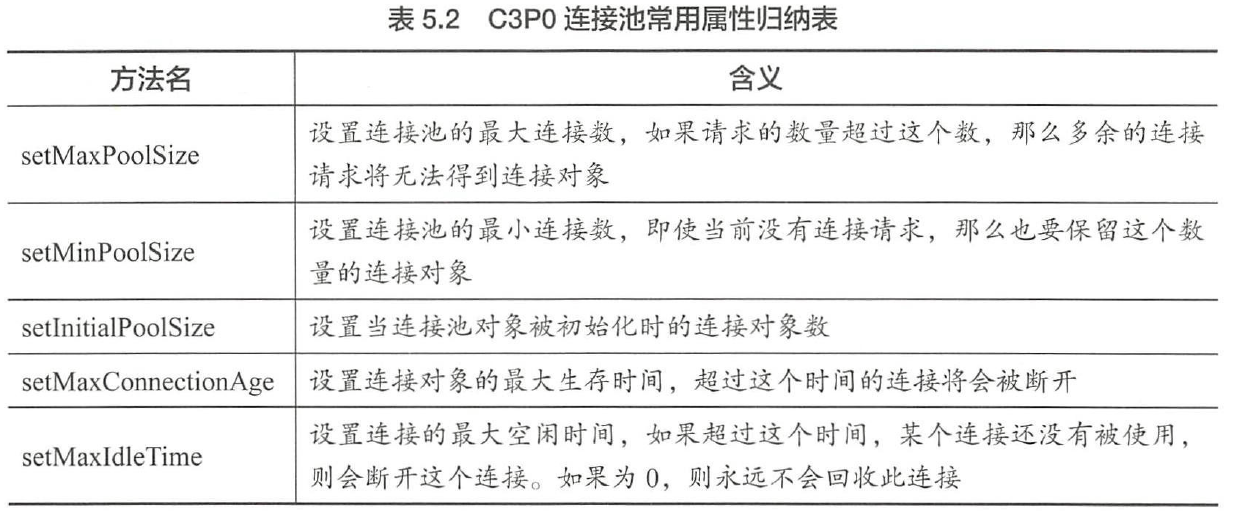 表 5.2 C3P0 连接池常用属性归纳表
方法名 含义
setMaxPoolSize 设置连接池的最大连接数，如果请求的数量超过这个数，那么多余的连接
请求将无法得到连接对象
setMinPoolSize 设置连接池的最小连接数，即使当前没有连接请求，那么也要保留这个数
量的连接对象
setInitialPoolSize 设置当连接池对象被初始化时的连接对象数
setMaxConnectionAge 设置连接对象的最大生存时间，超过这个时间的连接将会被断开
setMaxIdleTime 设置连接的最大空闲时间，如果超过这个时间，某个连接还没有被使用，
则会断开这个连接。如果为 0，则永远不会回收此连接